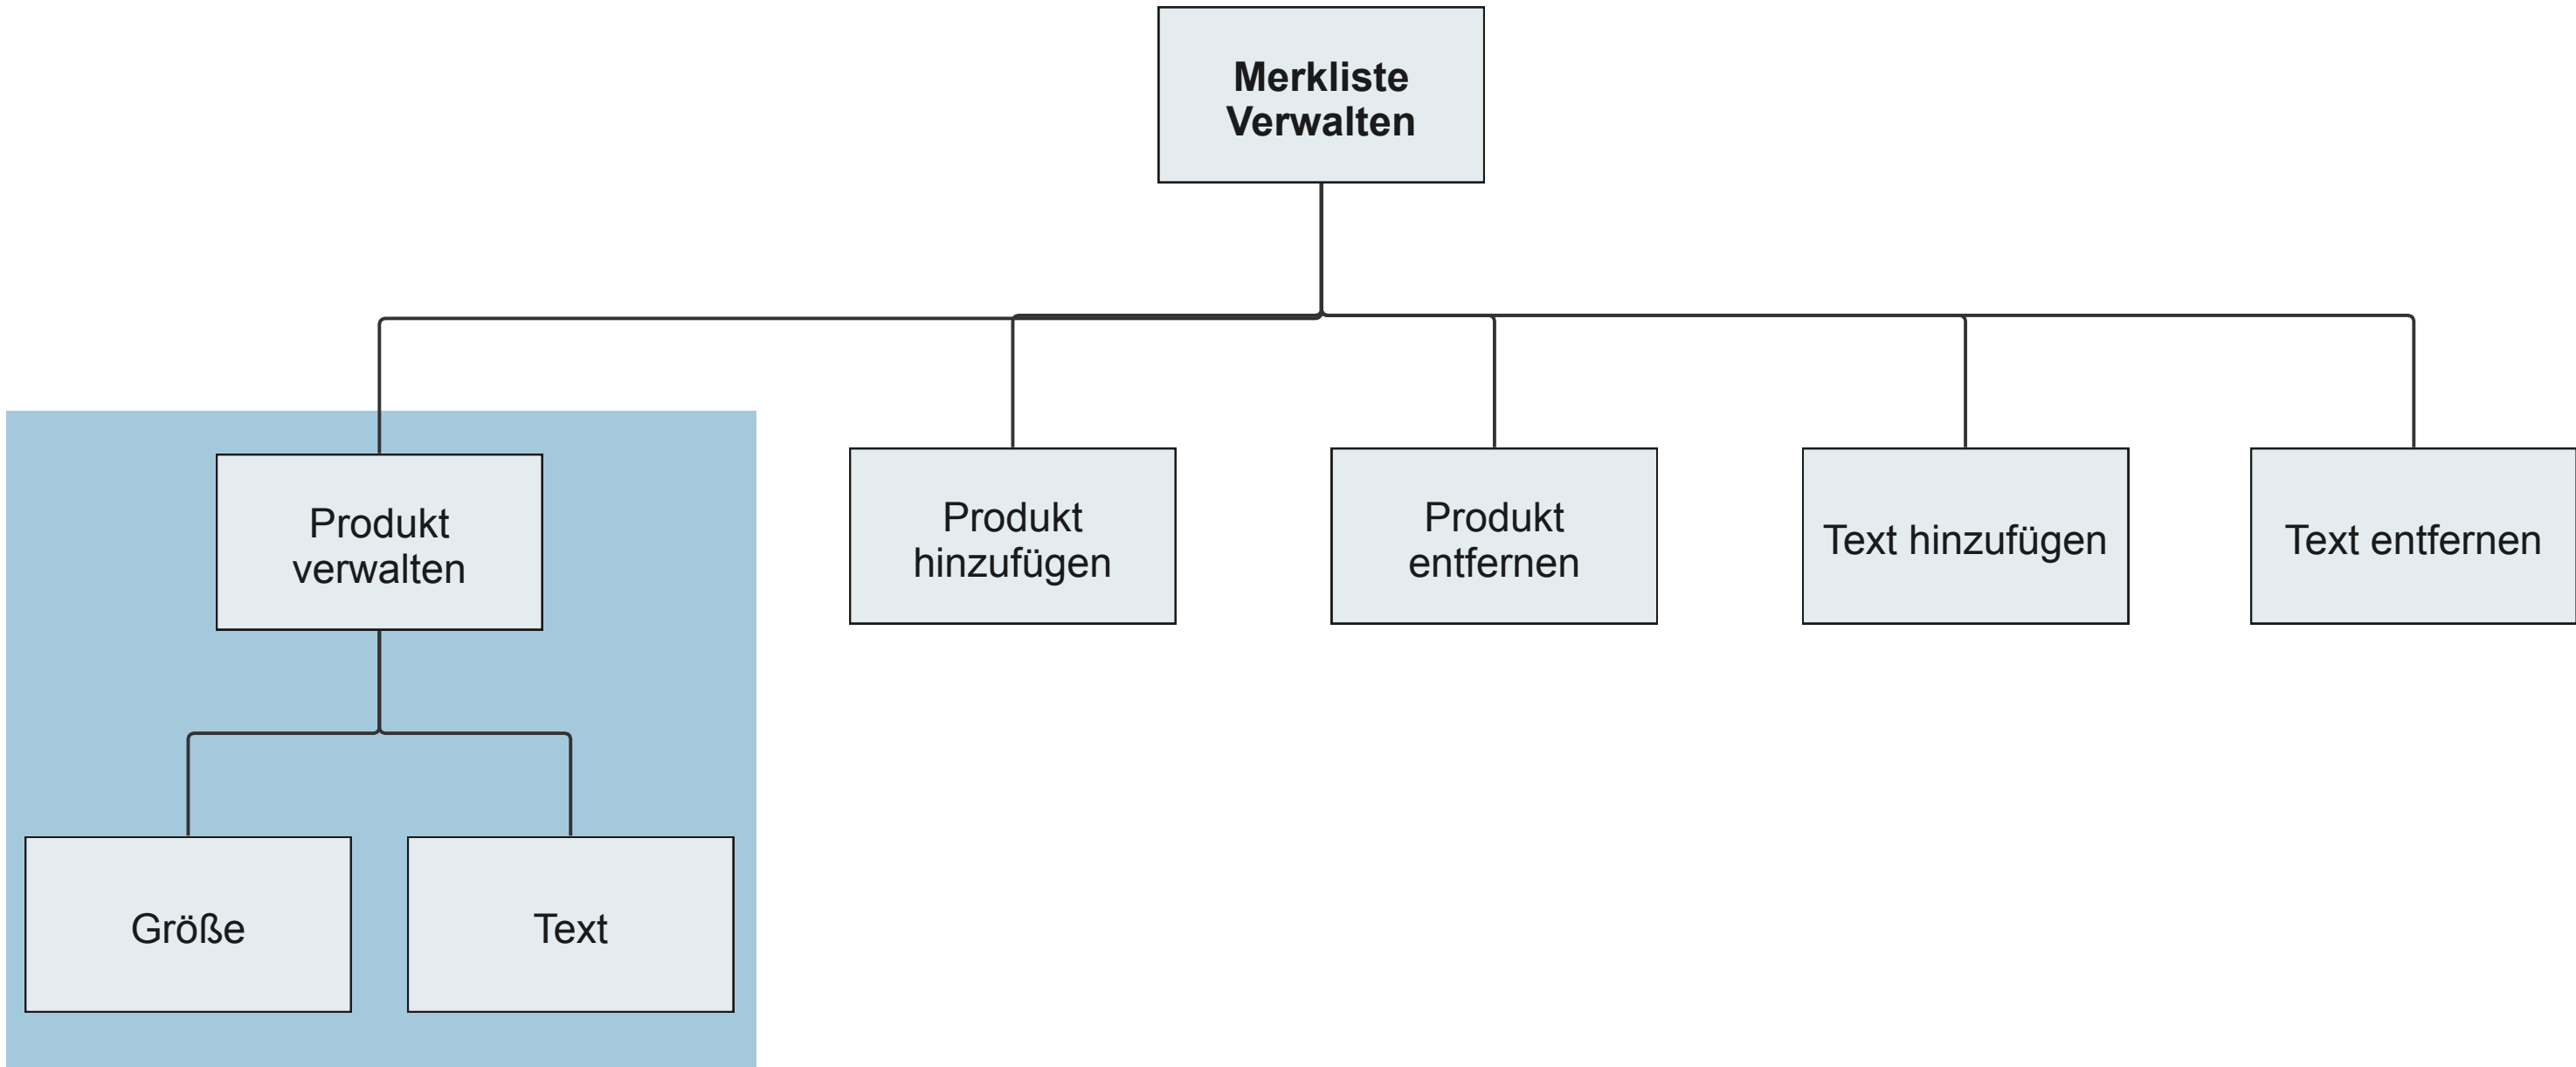 Merkliste
Verwalten
Produkt
verwalten
Produkt
hinzufügen
Produkt
entfernen
Text hinzufügen
Text entfernen
Größe
Text